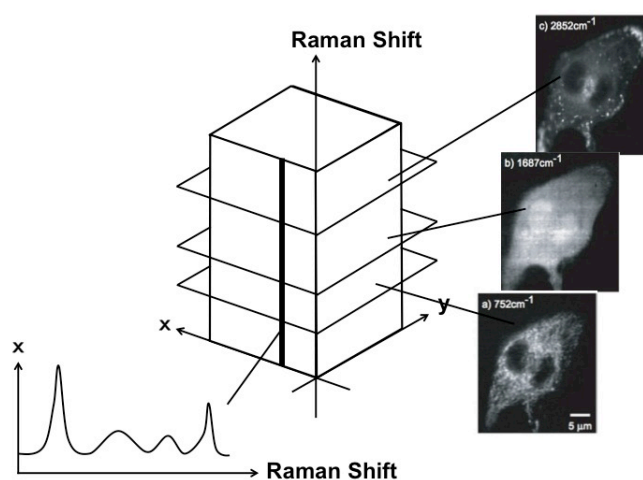 Raman Shift
c) 2852cm-1
b) 1687cm-1
a) 752cm-1
y
x
x
5 μm
Raman Shift